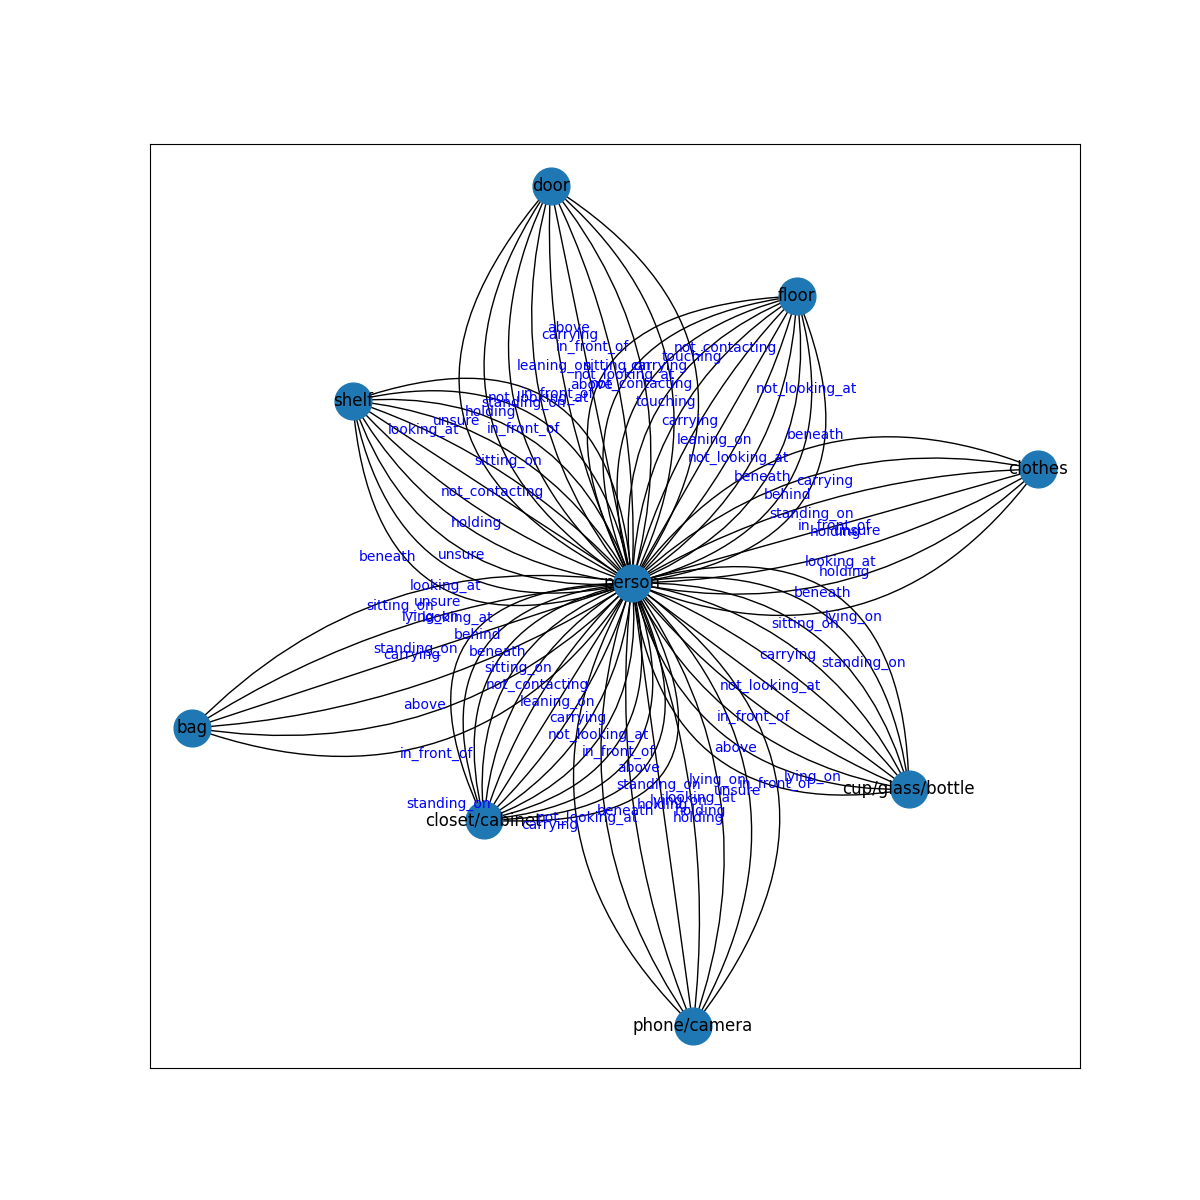 door
floor
above
carrying
in_front_of
not_contacting
touching
leaning_on
sitting_on
carrying
not_looking_at
above
not_contacting
not_looking_at
in_front_of
not_looking_at
shelf
standing_on
touching
beneath
holding
unsure
carrying
looking_at
in_front_of
leaning_on
sitting_on
not_looking_at
clothes
beneath
carrying
not_contacting
behind
standing_on
holding
in_front_of
holding
unsure
beneath
unsure
looking_at
holding
person
looking_at
beneath
unsure
sitting_on
lying_on
looking_at
lying_on
sitting_on
behind
standing_on
beneath
carrying
carrying
standing_on
sitting_on
not_contacting
not_looking_at
above
leaning_on
carrying
in_front_of
bag
not_looking_at
in_front_of
in_front_of
above
above
lying_on
lying_on
standing_on
in_front_of
cup/glass/bottle
unsure
looking_at
lying_on
standing_on
holding
beneath
holding
closet/cabinet
not_looking_at
holding
carrying
phone/camera